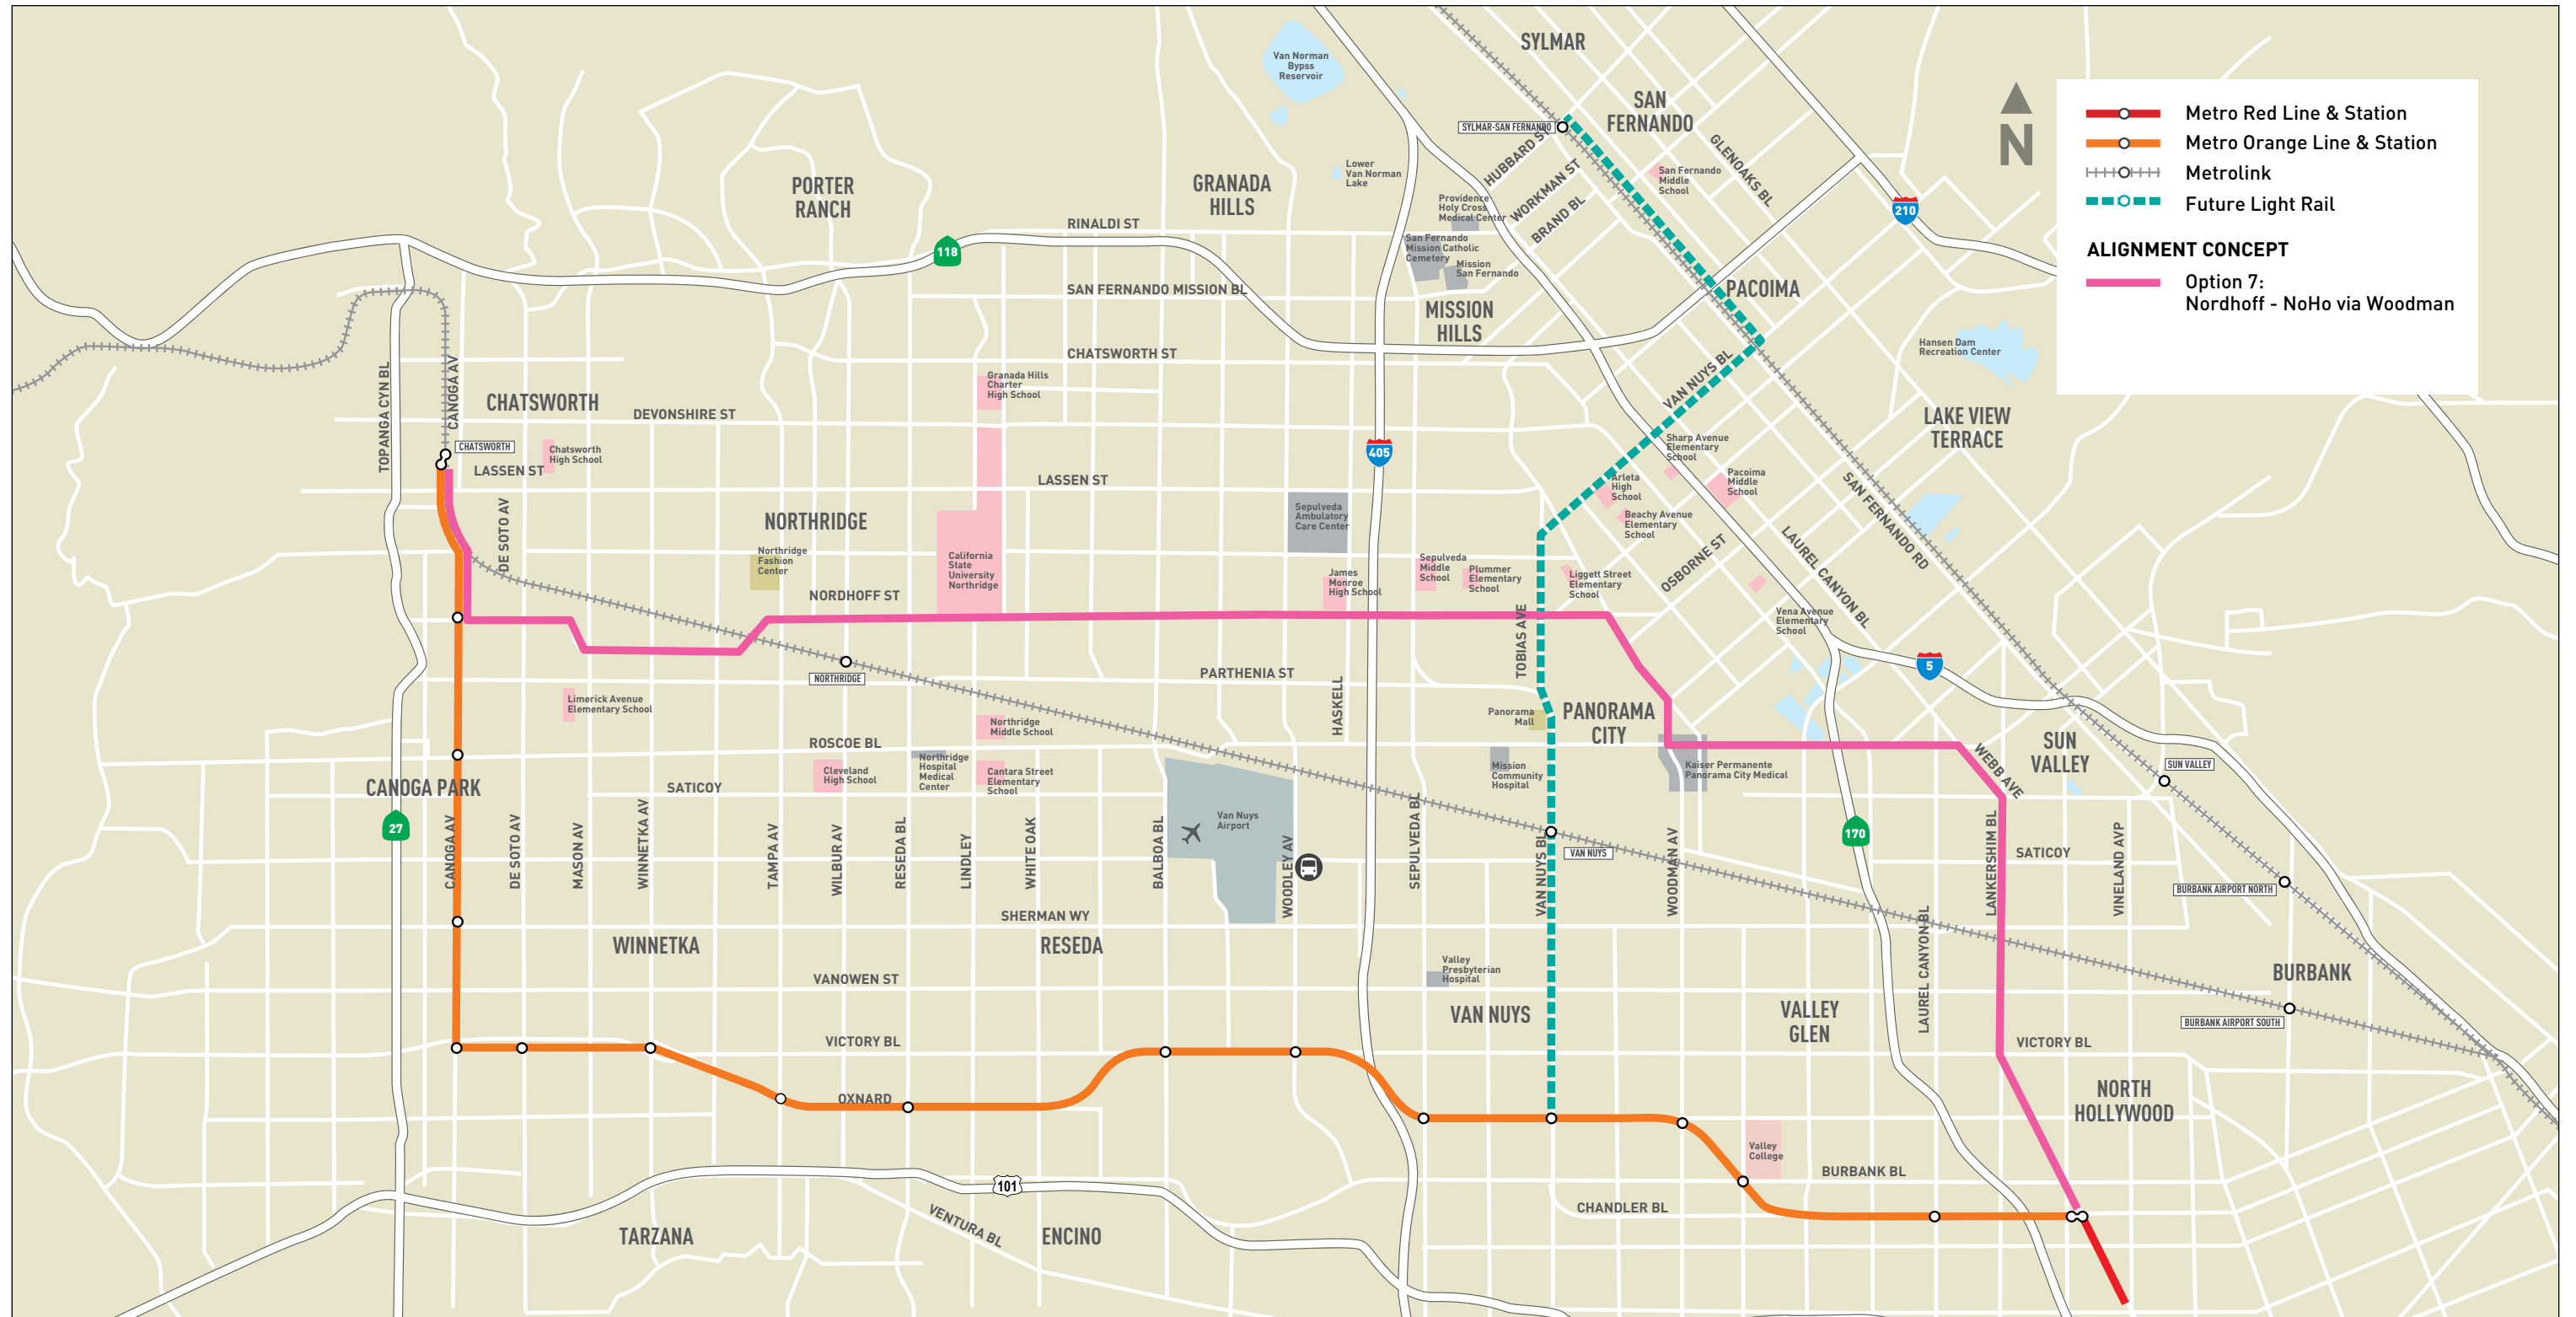 SYLMAR
Van Norman
Bypss
Reservoir
SAN
FERNANDO
SYLMAR-SAN FERNANDO
HUBBARD ST
WORKMAN ST
BRAND BL
GLENOAKS BL
San Fernando
Middle
School
N
Metro Red Line & Station
Metro Orange Line & Station
Metrolink
Future Light Rail
ALIGNMENT CONCEPT
Option 7:
Nordhoff - NoHo via Woodman
210
Lower
Van Norman
Lake
GRANADA
HILLS
PORTER
RANCH
Providence
Holy Cross
Medical Center
San Fernando
Mission Catholic
Cemetery
Mission
San Fernando
RINALDI ST
118
SAN FERNANDO MISSION BL
MISSION
HILLS
PACOIMA
Hansen Dam
Recreation Center
CHATSWORTH ST
VAN NUYS BL
TOPANGA CYN BL
CANOGA AV
CHATSWORTH
Granada Hills
Charter
High School
DEVONSHIRE ST
LAKE VIEW
TERRACE
CHATSWORTH
Chatsworth
High School
LASSEN ST
LASSEN ST
405
Sharp Avenue
Elementary
School
Pacoima
Middle
School
Arleta
High
School
Beachy Avenue
Elementary
School
SAN FERNANDO RD
LAUREL CANYON BL
OSBORNE ST
DE SOTO AV
NORTHRIDGE
Sepulveda
Ambulatory
Care Center
Northridge
Fashion
Center
California
State
University
Northridge
NORDHOFF ST
James
Monroe
High School
Sepulveda
Middle
School
Plummer
Elementary
School
Liggett Street
Elementary
School
Vena Avenue
Elementary
School
TOBIAS AVE
5
NORTHRIDGE
PARTHENIA ST
HASKELL
Limerick Avenue
Elementary School
Northridge
Middle School
Panorama
Mall
PANORAMA
CITY
ROSCOE BL
Northridge
Hospital
Medical
Center
Cleveland
High School
Cantara Street
Elementary
School
Mission
Community
Hospital
Kaiser Permanente
Panorama City Medical
WEBB AVE
SUN
VALLEY
SUN VALLEY
CANOGA PARK
SATICOY
27
Van Nuys
Airport
170
CANOGA AV
DE SOTO AV
MASON AV
WINNETKA AV
TAMPA AV
WILBUR AV
RESEDA BL
LINDLEY
WHITE OAK
BALBOA BL
WOODLEY AV
SEPULVEDA BL
VAN NUYS BL
VAN NUYS
WOODMAN AV
LAUREL CANYON BL
LANKERSHIM BL
SATICOY
VINELAND AVP
BURBANK AIRPORT NORTH
SHERMAN WY
WINNETKA
RESEDA
VANOWEN ST
Valley
Presbyterian
Hospital
VAN NUYS
VALLEY
GLEN
BURBANK
BURBANK AIRPORT SOUTH
VICTORY BL
VICTORY BL
OXNARD
NORTH
HOLLYWOOD
Valley
College
BURBANK BL
101
CHANDLER BL
VENTURA BL
TARZANA
ENCINO